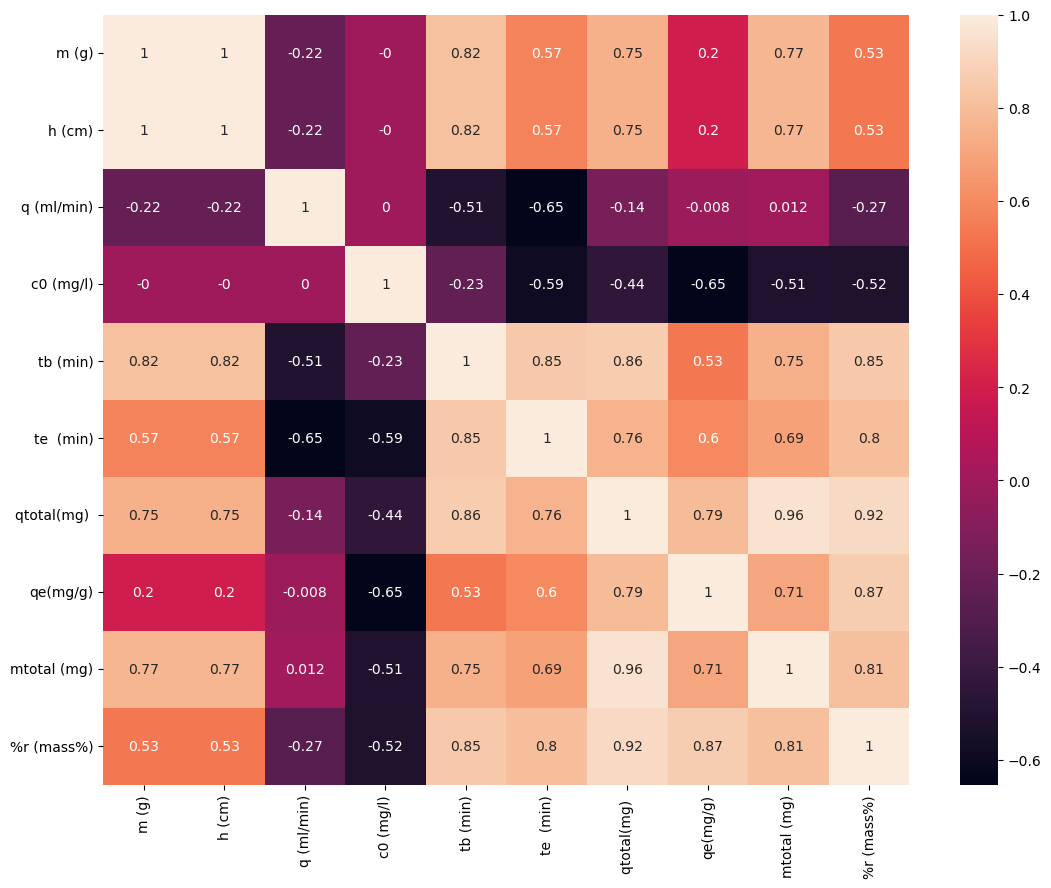 m (g) 1 1 -0.22 -0 0.82 0.57 0.75 0.2 0.77 0.53
h (cm) 1 1 -0.22 -0 0.82 0.57 0.75 0.2 0.77 0.53
q (ml/min) -0.22 -0.22 1 0 -0.51 -0.65 -0.14 -0.008 0.012 -0.27
c0 (mg/l) -0 -0 0 1 -0.23 -0.59 -0.44 -0.65 -0.51 -0.52
tb (min) 0.82 0.82 -0.51 -0.23 1 0.85 0.86 0.53 0.75 0.85
te  (min) 0.57 0.57 -0.65 -0.59 0.85 1 0.76 0.6 0.69 0.8
qtotal(mg) 0.75 0.75 -0.14 -0.44 0.86 0.76 1 0.79 0.96 0.92
qe(mg/g) 0.2 0.2 -0.008 -0.65 0.53 0.6 0.79 1 0.71 0.87
mtotal (mg) 0.77 0.77 0.012 -0.51 0.75 0.69 0.96 0.71 1 0.81
%r (mass%) 0.53 0.53 -0.27 -0.52 0.85 0.8 0.92 0.87 0.81 1
m (g) h (cm) q (ml/min) c0 (mg/l) tb (min) te  (min) qtotal(mg) qe(mg/g) mtotal (mg) %r (mass%)
1.0
0.8
0.6
0.4
0.2
0.0
−0.2
−0.4
−0.6